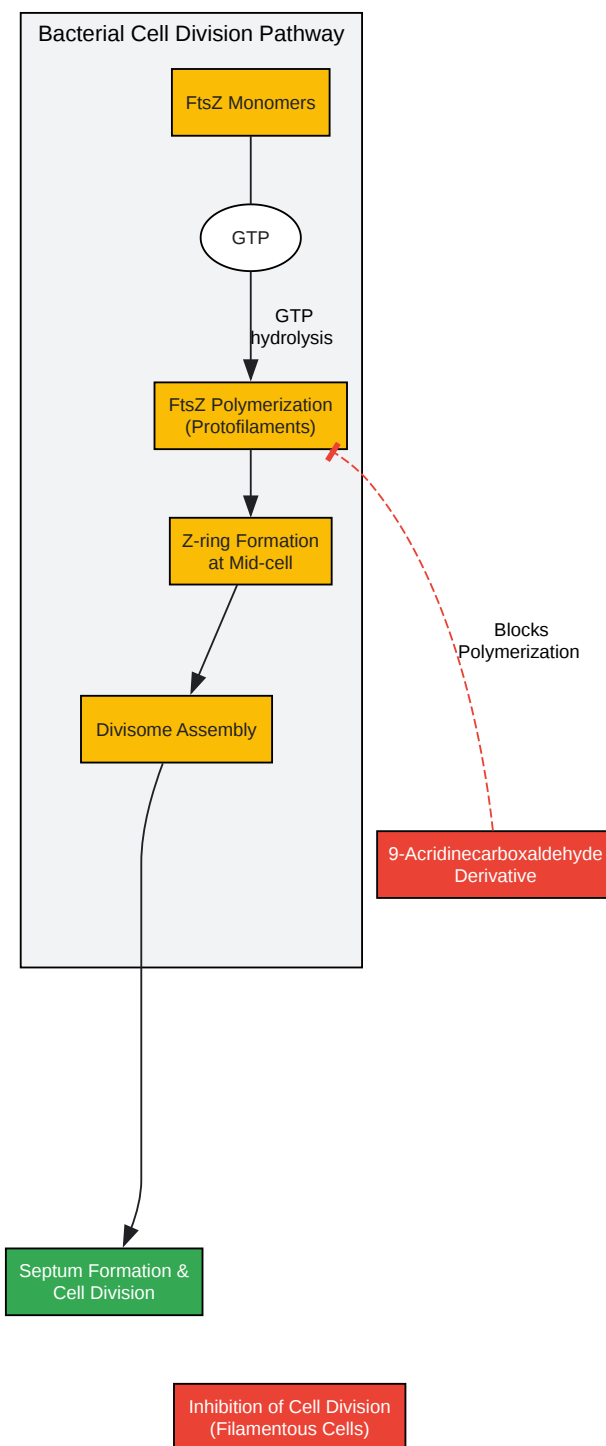 Bacterial Cell Division Pathway
FtsZ Monomers
GTP
GTP
hydrolysis
FtsZ Polymerization
(Protofilaments)
Z-ring Formation
at Mid-cell
Blocks
Polymerization
Divisome Assembly
9-Acridinecarboxaldehyde
Derivative
Septum Formation &
Cell Division
Inhibition of Cell Division
(Filamentous Cells)